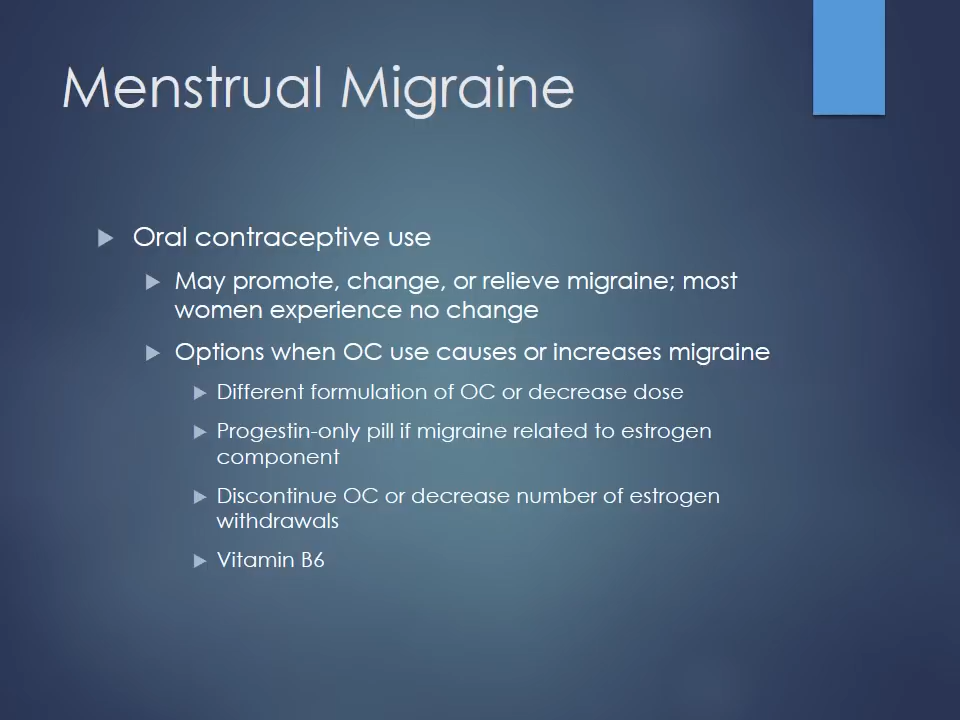 Menstrual Migraine
Oral contraceptive use
May promote, change, or relieve migraine; most
women experience no change
Options when OC use causes or increases migraine
Different formulation of OC or decrease dose
Progestin-only pill if migraine related to estrogen
component
Discontinue OC or decrease number of estrogen
withdrawals
Vitamin B6